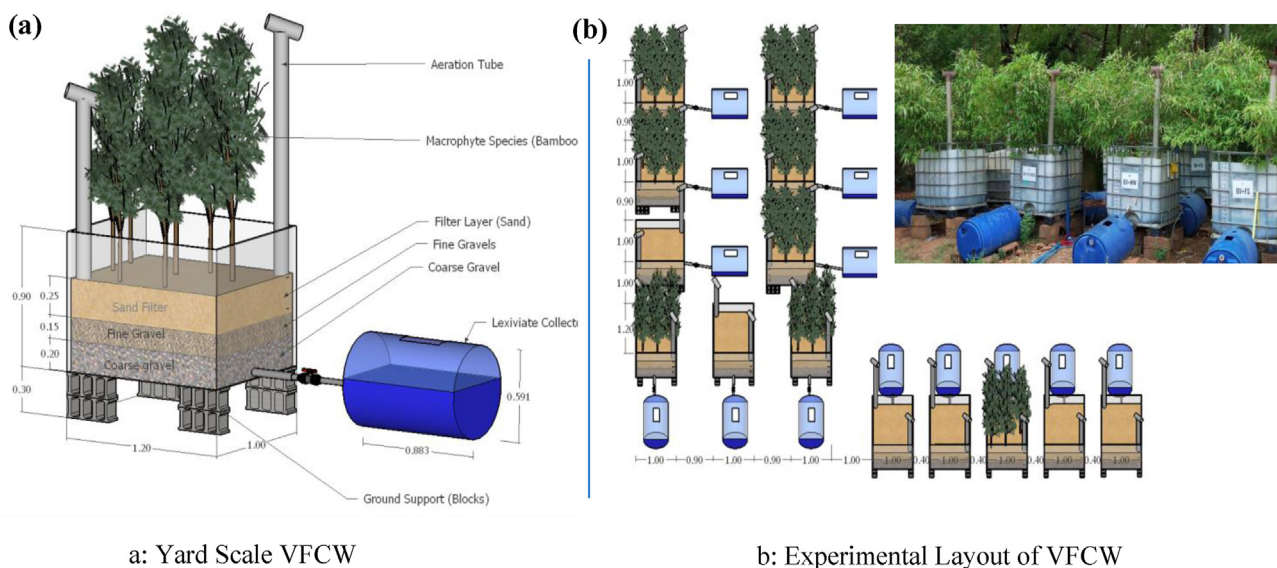 (a)
Aeration Tube
Macrophyte Species (Bamboo
Filter Layer (Sand)
Fine Gravels
Coarse Gravel
Sand Filter
Fine Gravel
Coarse gravel
0.90
0.25
0.15
0.20
0.30
1.20
1.00
Lexiviate Collect
0.591
0.883
Ground Support (Blocks)
a: Yard Scale VFCW
(b)
1.00
0.90
1.00
0.90
1.00
1.00
1.20
1.00 0.90 1.00 0.90 1.00 1.00 1.00 0.40 1.00 0.40 1.00 0.40 1.00 0.40 1.00
b: Experimental Layout of VFCW